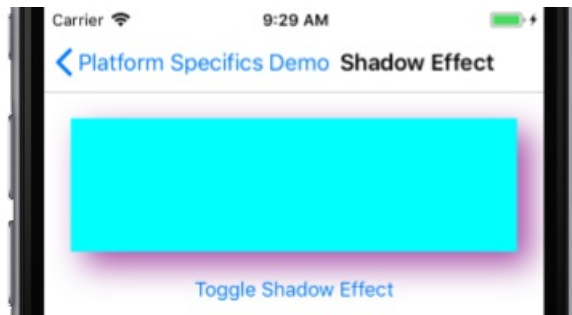 Carrier 9:29 AM
Platform Specifics Demo Shadow Effect
Toggle Shadow Effect